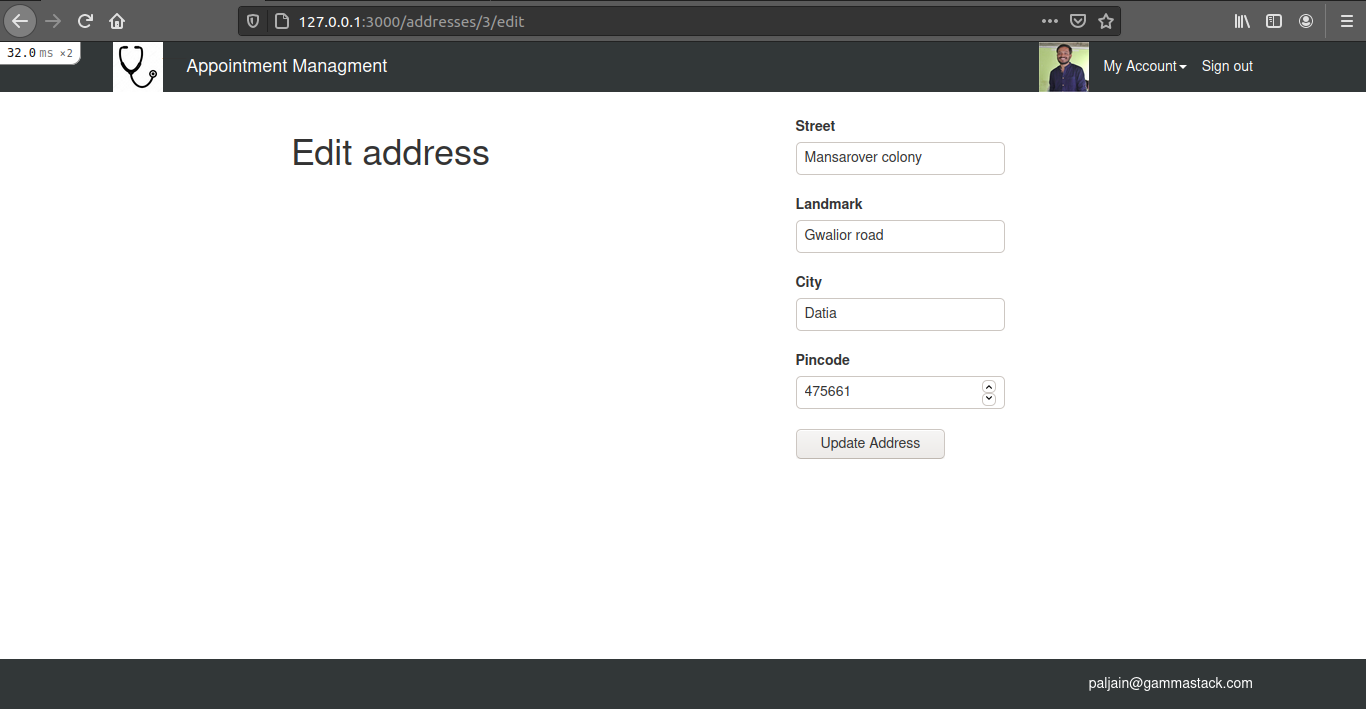 127.0.0.1:3000/addresses/3/edit
32.0 ms ×2
Appointment Managment
My Account
Sign out
Edit address
Street
Mansarover colony
Landmark
Gwalior road
City
Datia
Pincode
475661
Update Address
paljain@gammastack.com